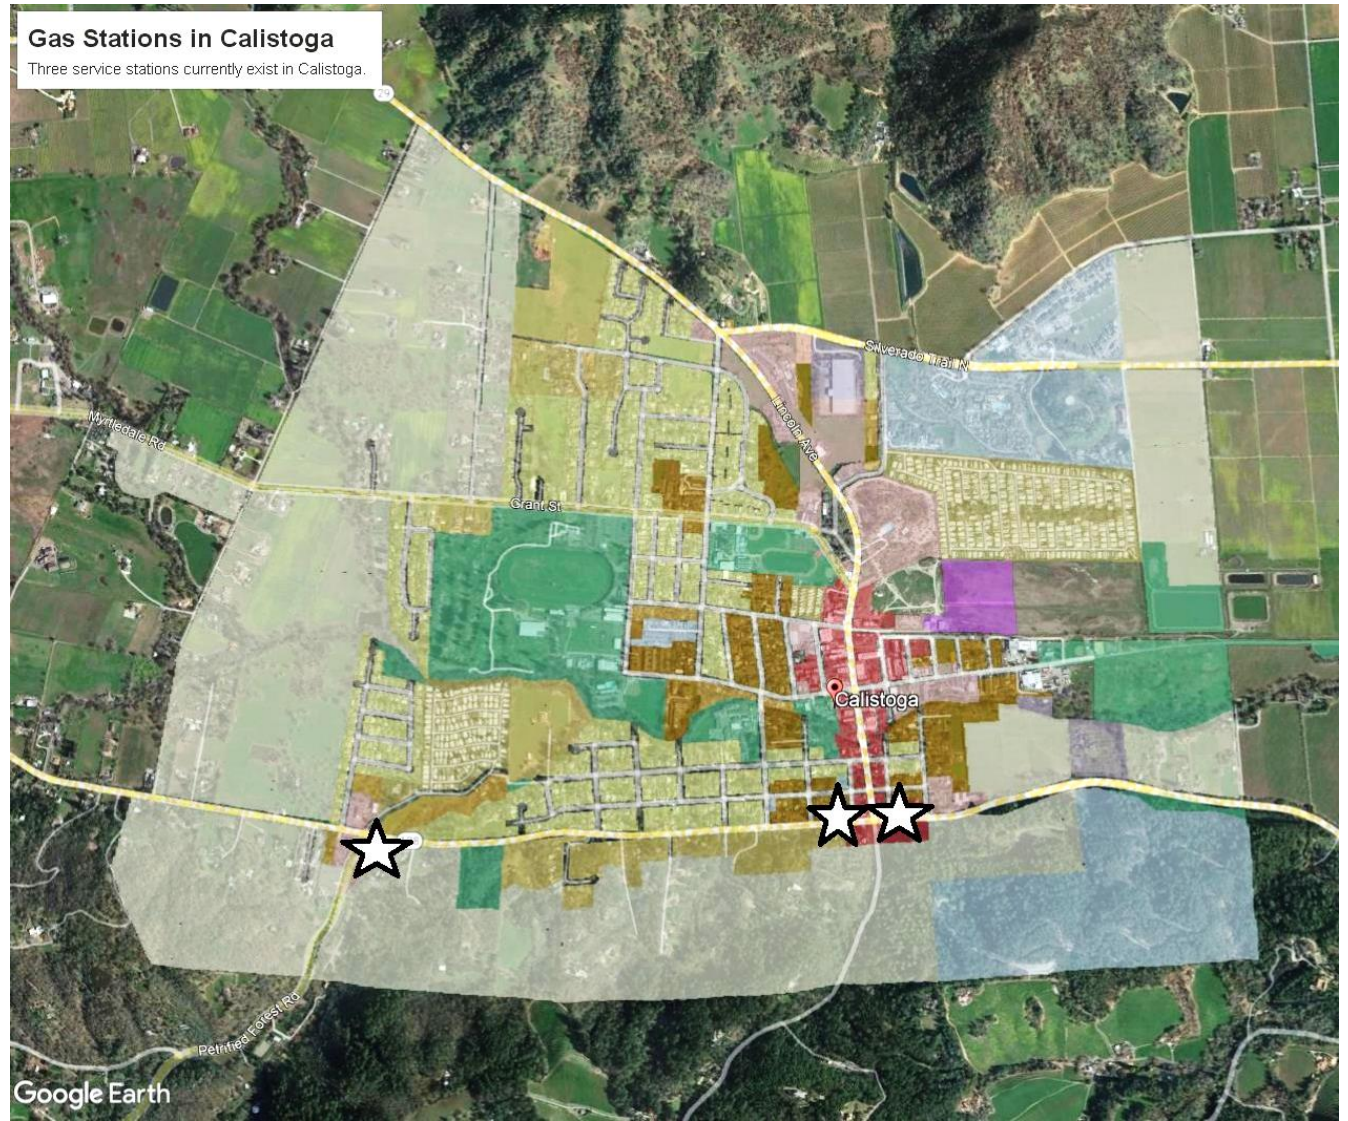 Gas Stations in Calistoga
Three service stations currently exist in Calistoga.
29
Silverado Trail N
Lincoln Ave
Myrtledale Rd
Grant St
Calistoga
Petrified Forest Rd
Google Earth